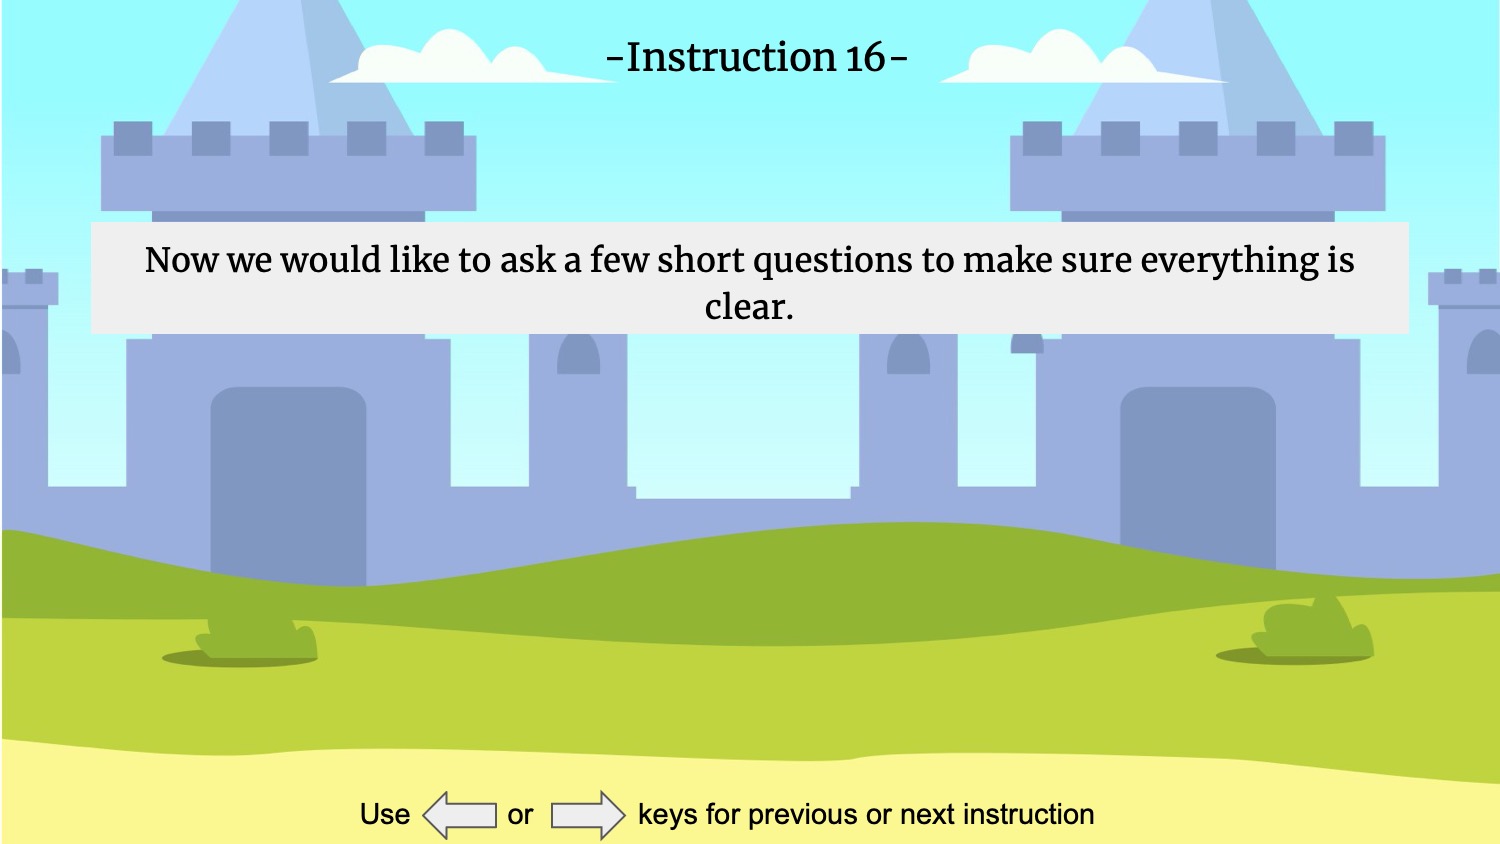 -Instruction 16-
Now we would like to ask a few short questions to make sure everything is
clear.
Use or keys for previous or next instruction